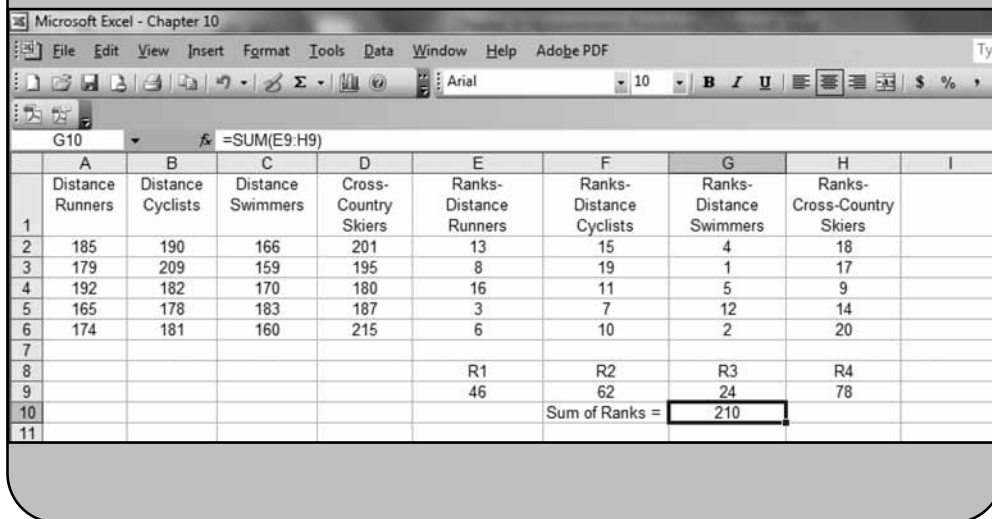 Microsoft Excel - Chapter 10
File Edit View Insert Format Tools Data Window Help Adobe PDF Ty
Arial 10 B I U $ % ,
G10 fx =SUM(E9:H9)
A B C D E F G H I
Distance Distance Distance Cross- Ranks- Ranks- Ranks- Ranks-
Runners Cyclists Swimmers Country Distance Distance Distance Cross-Country
1 Skiers Runners Cyclists Swimmers Skiers
2 185 190 166 201 13 15 4 18
3 179 209 159 195 8 19 1 17
4 192 182 170 180 16 11 5 9
5 165 178 183 187 3 7 12 14
6 174 181 160 215 6 10 2 20
7
8 R1 R2 R3 R4
9 46 62 24 78
10 Sum of Ranks = 210
11